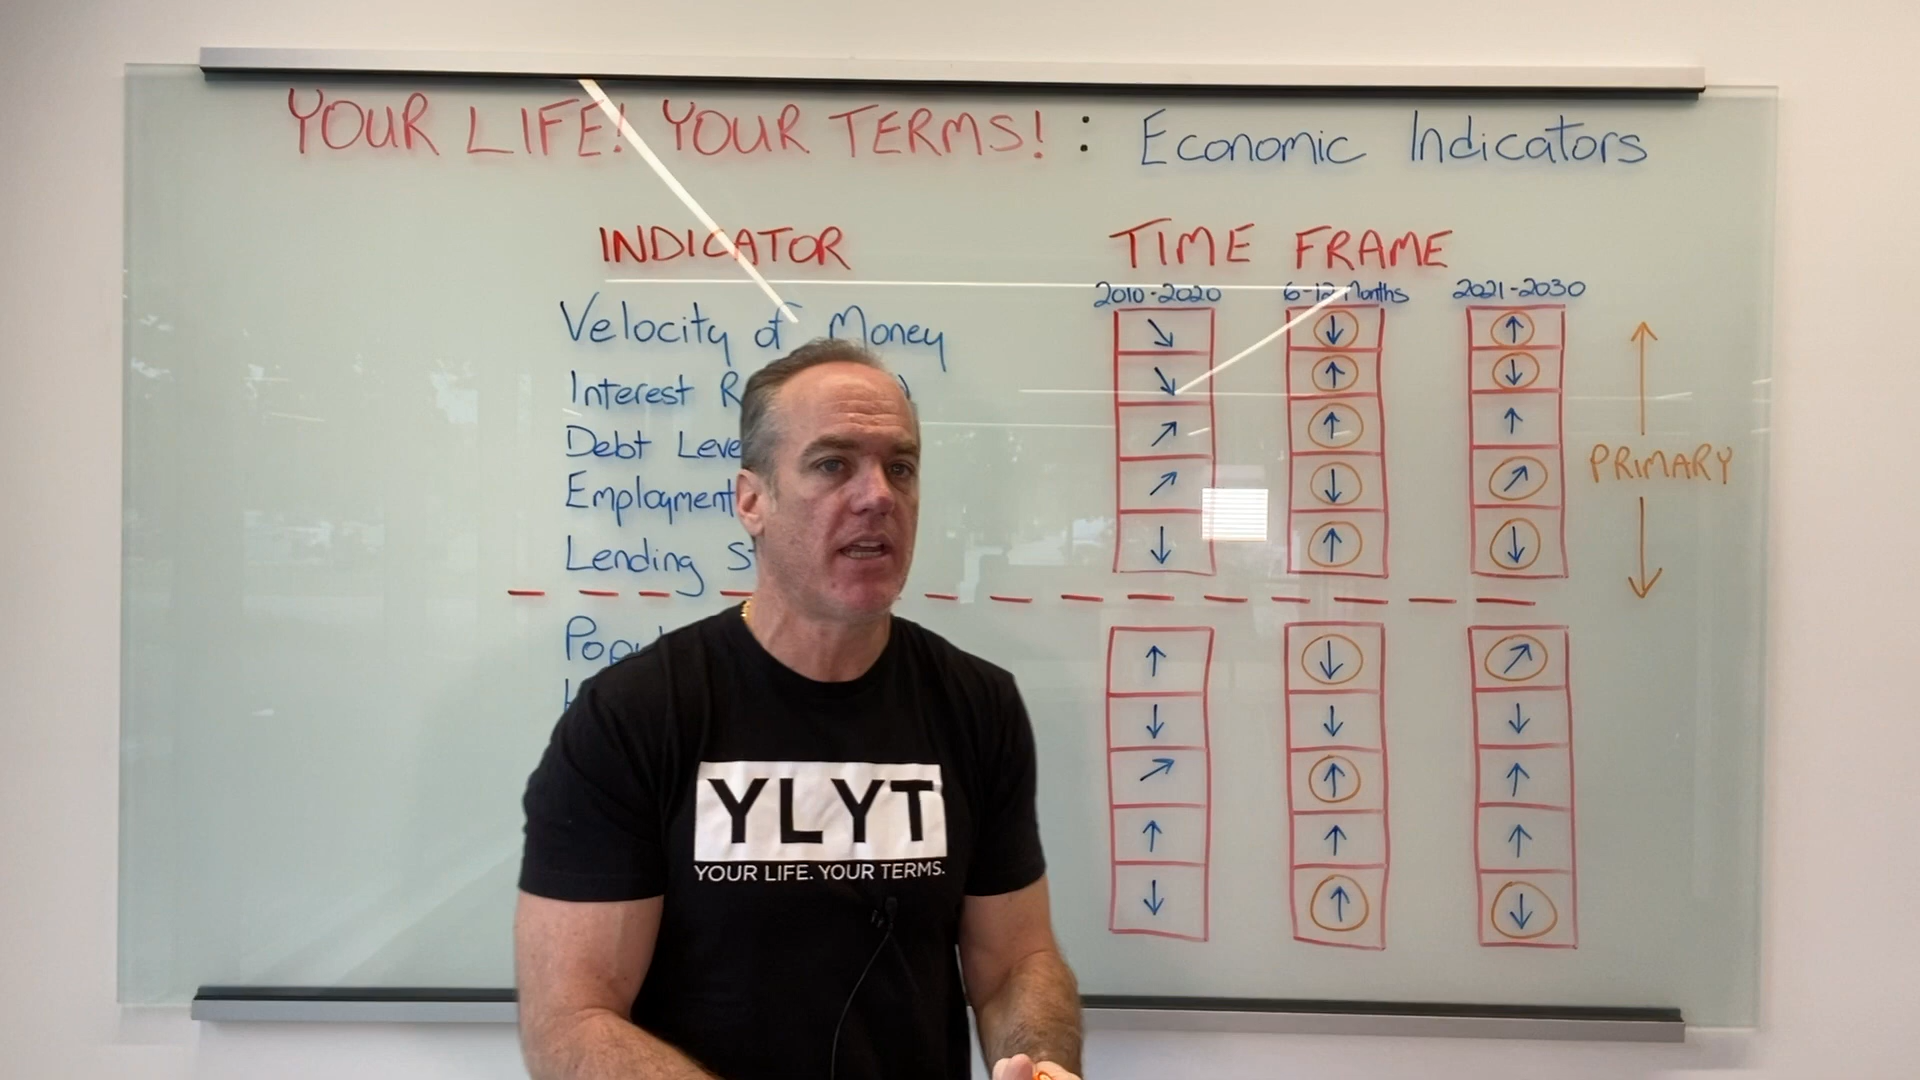 YOUR LIFE! YOUR TERMS! : Economic Indicators
INDICATOR TIME FRAME
2010-2020 6-12 Months 2021-2030
Velocity of Money ↘ ↓ ↑
Interest ↘ ↑ ↓
Debt ↗ ↑ ↑
Employment ↗ ↓ ↗
PRIMARY
Lending ↓ ↑ ↓
↑ ↓ ↗
↓ ↓ ↓
↗ ↑ ↑
↑ ↑ ↑
↓ ↑ ↓
YLYT
YOUR LIFE. YOUR TERMS.